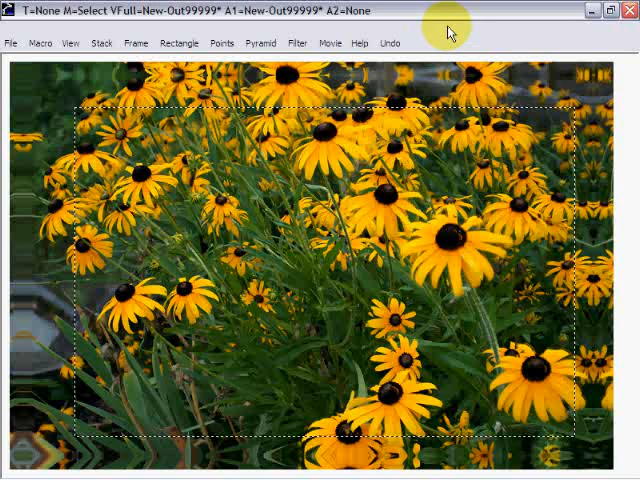 T=None M=Select VFull=New-Out99999* A1=New-Out99999* A2=None
File Macro View Stack Frame Rectangle Points Pyramid Filter Movie Help Undo